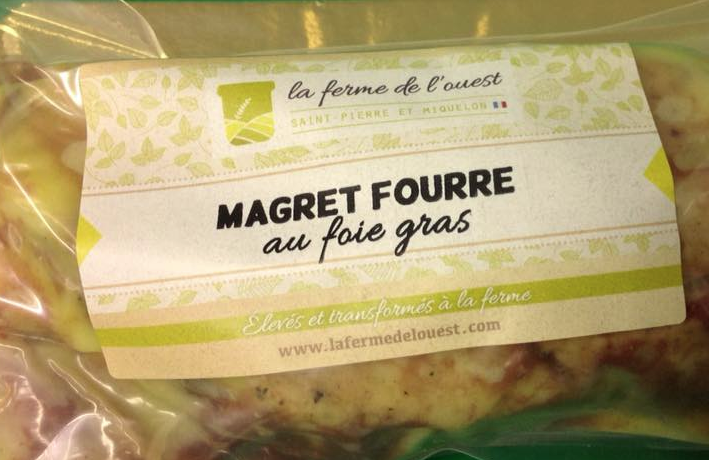 la ferme de l'ouest
SAINT-PIERRE ET MIQUELON
MAGRET FOURRE
au foie gras
Élevés et transformés à la ferme
www.lafermedelouest.com